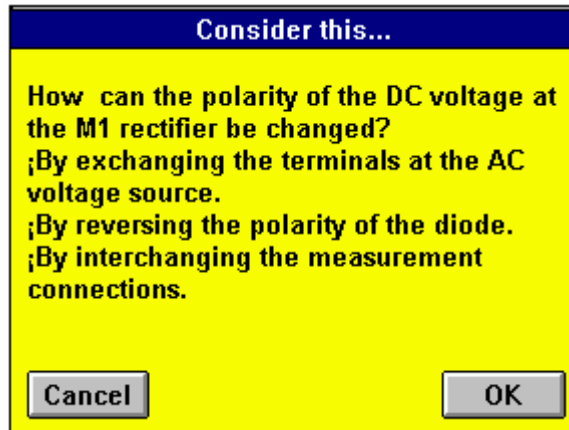 Consider this...
How can the polarity of the DC voltage at
the M1 rectifier be changed?
¡By exchanging the terminals at the AC
voltage source.
¡By reversing the polarity of the diode.
¡By interchanging the measurement
connections.
Cancel
OK